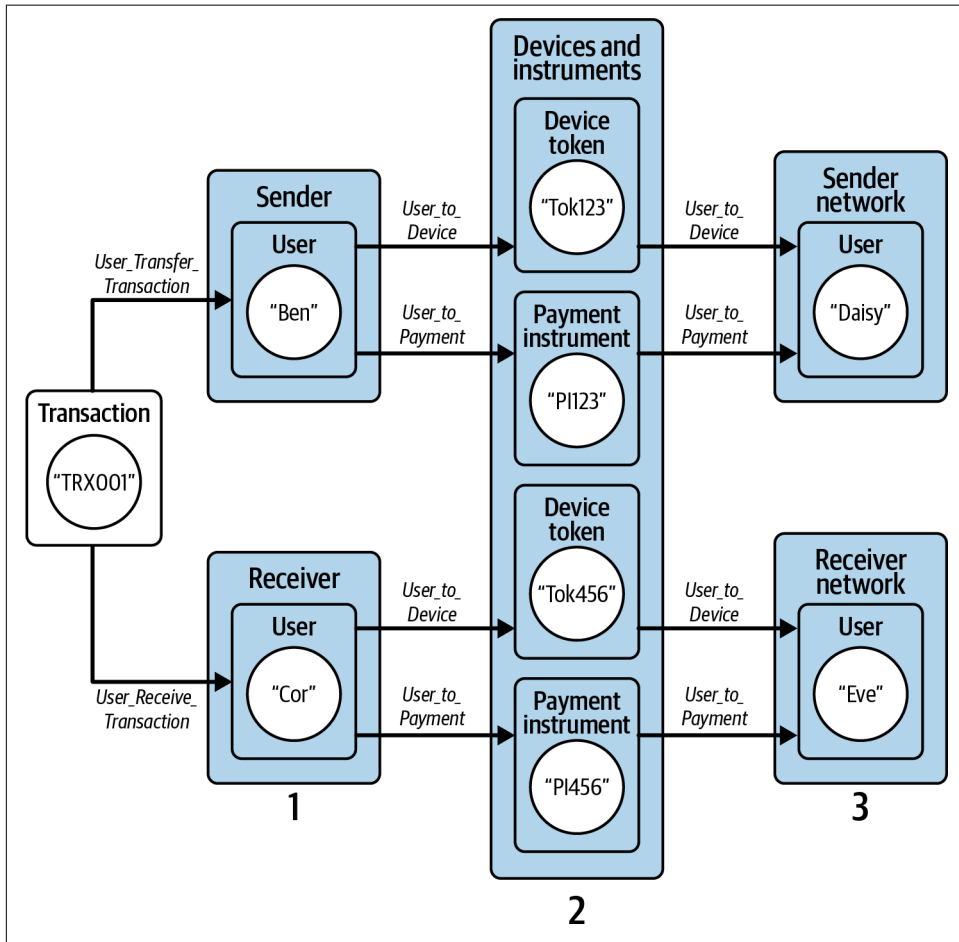 Devices and
instruments
Device
token
“Tok123”
Sender
User
“Ben”
User_to_
Device
User_to_
Device
Sender
network
User
“Daisy”
User_Transfer_
Transaction
User_to_
Payment
Payment
instrument
“PI123”
User_to_
Payment
Transaction
“TRX001”
Device
token
“Tok456”
Receiver
User
“Cor”
User_to_
Device
User_to_
Device
Receiver
network
User
“Eve”
User_Receive_
Transaction
User_to_
Payment
Payment
instrument
“PI456”
User_to_
Payment
1
2
3